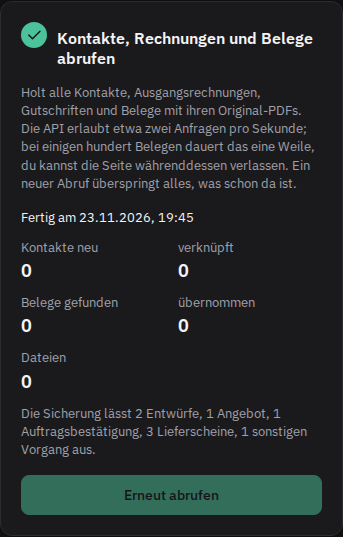 Kontakte, Rechnungen und Belege
abrufen
Holt alle Kontakte, Ausgangsrechnungen,
Gutschriften und Belege mit ihren Original-PDFs.
Die API erlaubt etwa zwei Anfragen pro Sekunde;
bei einigen hundert Belegen dauert das eine Weile,
du kannst die Seite währenddessen verlassen. Ein
neuer Abruf überspringt alles, was schon da ist.
Fertig am 23.11.2026, 19:45
Kontakte neu verknüpft
0 0
Belege gefunden übernommen
0 0
Dateien
0
Die Sicherung lässt 2 Entwürfe, 1 Angebot, 1
Auftragsbestätigung, 3 Lieferscheine, 1 sonstigen
Vorgang aus.
Erneut abrufen